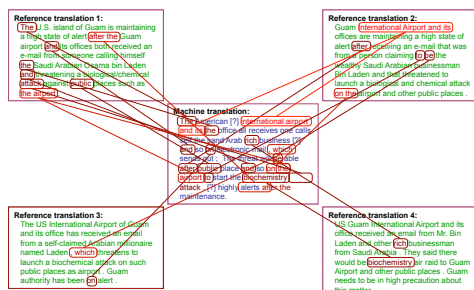 Reference translation 1:
The U.S. island of Guam is maintaining
a high state of alert after the Guam
airport and its offices both received an
e-mail from someone calling himself
the Saudi Arabian Osama bin Laden
and threatening a biological/chemical
attack against public places such as
the airport.
Reference translation 2:
Guam International Airport and its
offices are maintaining a high state of
alert after receiving an e-mail that was
from a person claiming to be the
wealthy Saudi Arabian businessman
Bin Laden and that threatened to
launch a biological and chemical attack
on the airport and other public places .
Machine translation:
The American [?] international airport
and its the office all receives one calls
self the sand Arab rich business [?]
and so on electronic mail , which
sends out ; The threat will be able
after public place and so on the
airport to start the biochemistry
attack , [?] highly alerts after the
maintenance.
Reference translation 3:
The US International Airport of Guam
and its office has received an email
from a self-claimed Arabian millionaire
named Laden , which threatens to
launch a biochemical attack on such
public places as airport . Guam
authority has been on alert .
Reference translation 4:
US Guam International Airport and its
office received an email from Mr. Bin
Laden and other rich businessman
from Saudi Arabia . They said there
would be biochemistry air raid to Guam
Airport and other public places . Guam
needs to be in high precaution about
this matter